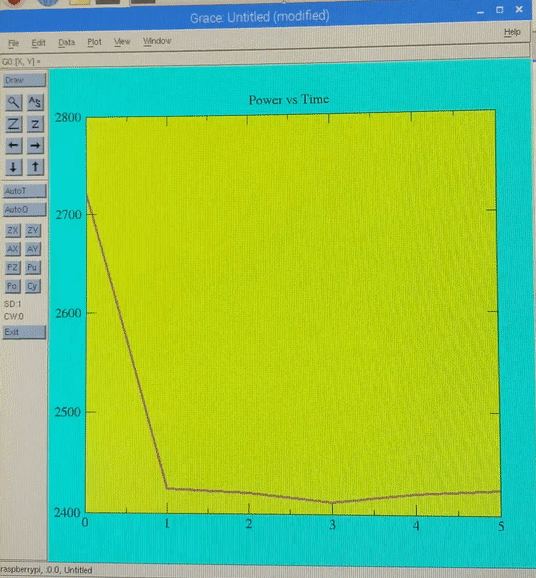 Grace: Untitled (modified)
File Edit Data Plot View Window Help
G0:[X, Y] =
Draw
AS
Z Z
AutoT
AutoO
ZX ZY
AX AY
PZ Pu
Po Cy
SD:1
CW:0
Exit
Power vs Time
2800
2700
2600
2500
2400
0 1 2 3 4 5
raspberrypi, :0.0, Untitled